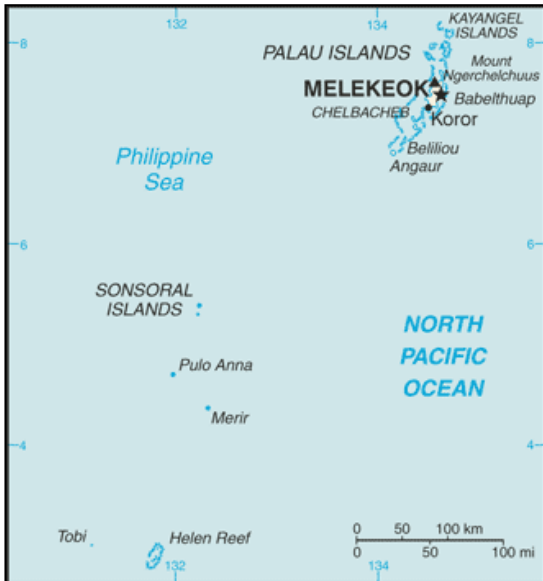 132
134
KAYANGEL
ISLANDS
8
8
PALAU ISLANDS
Mount
Ngerchelchuus
MELEKEOK
Babelthuap
CHELBACHEB
Koror
Beliliou
Angaur
Philippine
Sea
6
6
SONSORAL
ISLANDS
NORTH
PACIFIC
OCEAN
Pulo Anna
Merir
4
4
Tobi
Helen Reef
0 50 100 km
0 50 100 mi
132
134